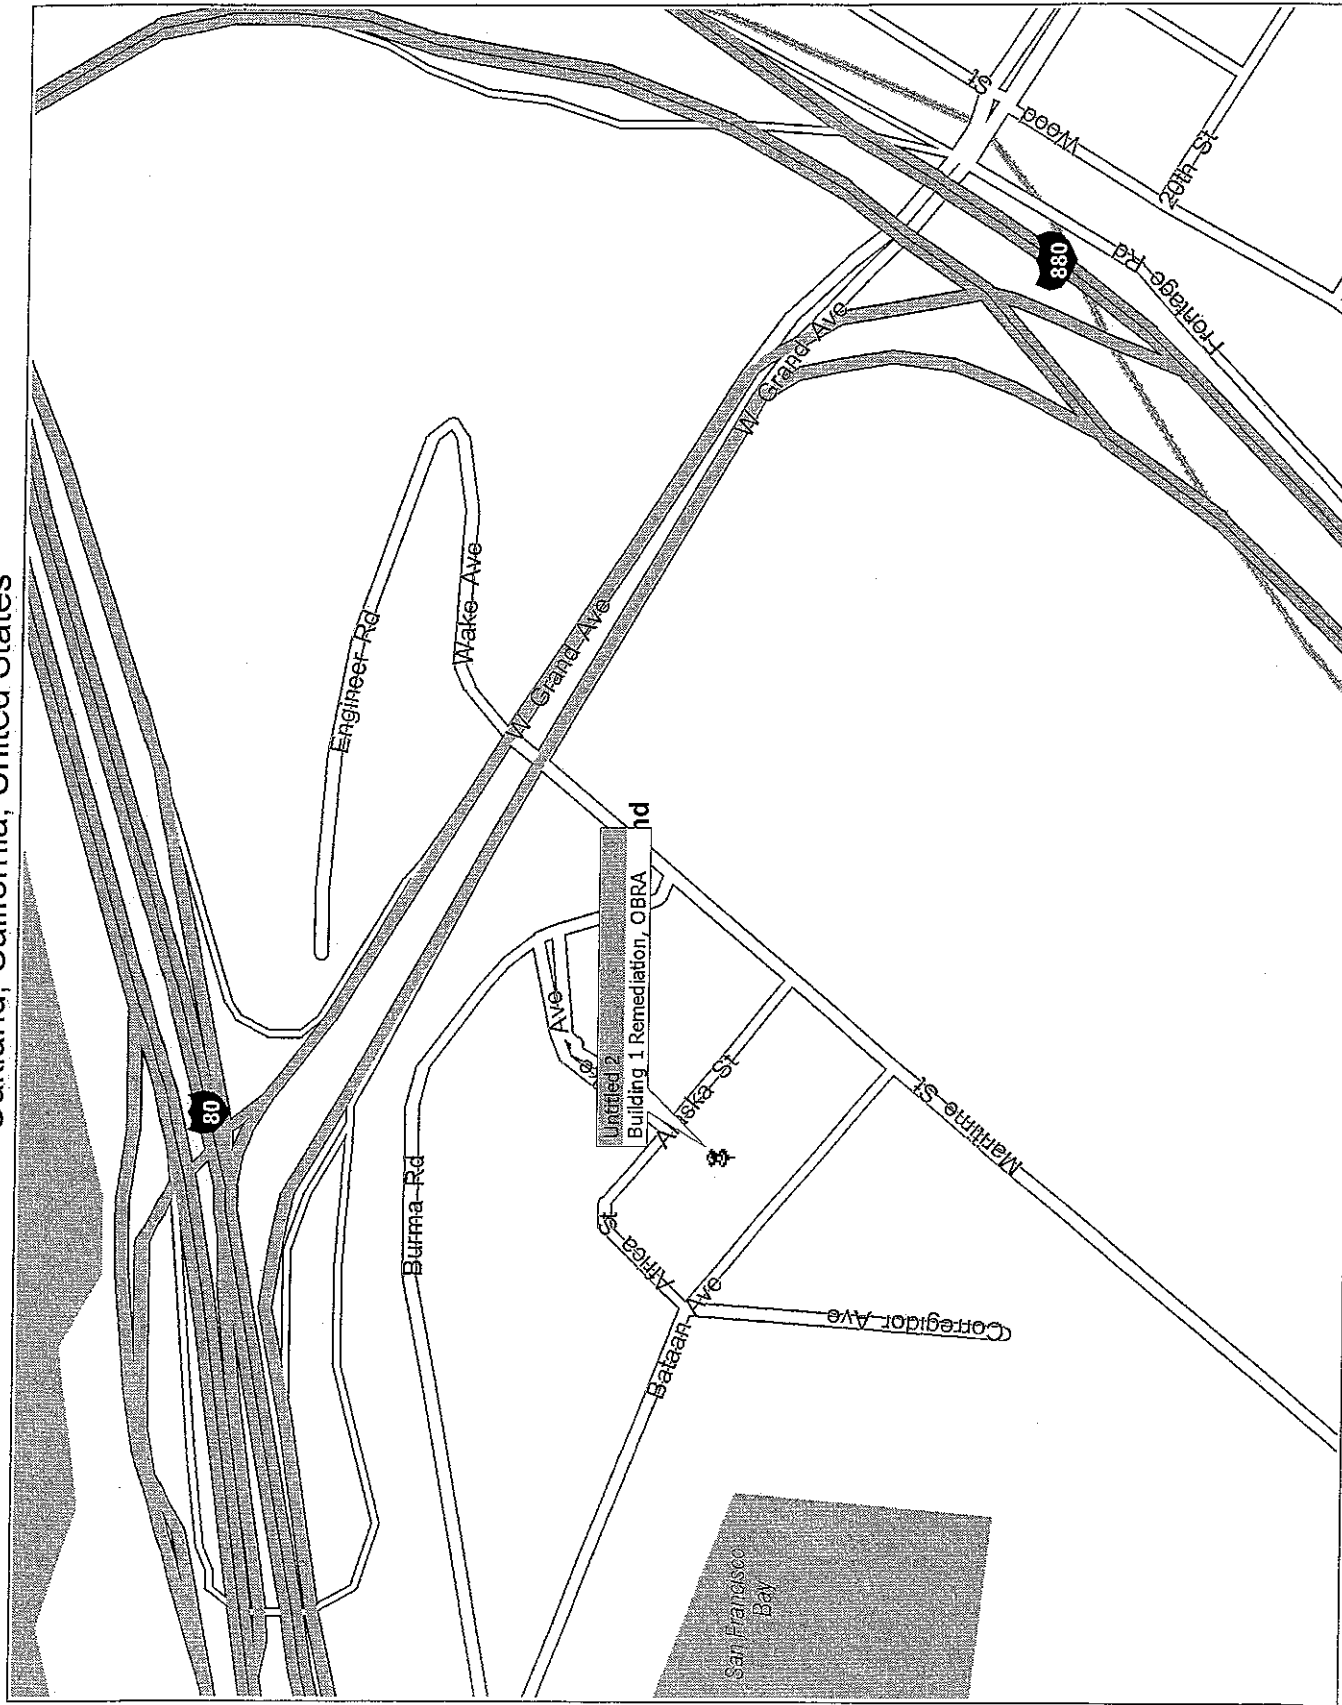 Oakland, California, United States
80
Engineer Rd
Wake Ave
W Grand Ave
W Grand Ave
880
Frontage Rd
Wood
St
20th St
Untitled 2
Building 1 Remediation, OBRA
nd
Ave
Burma Rd
Africa St
Bataan Ave
Corregidor Ave
Maritime St
San Francisco
Bay